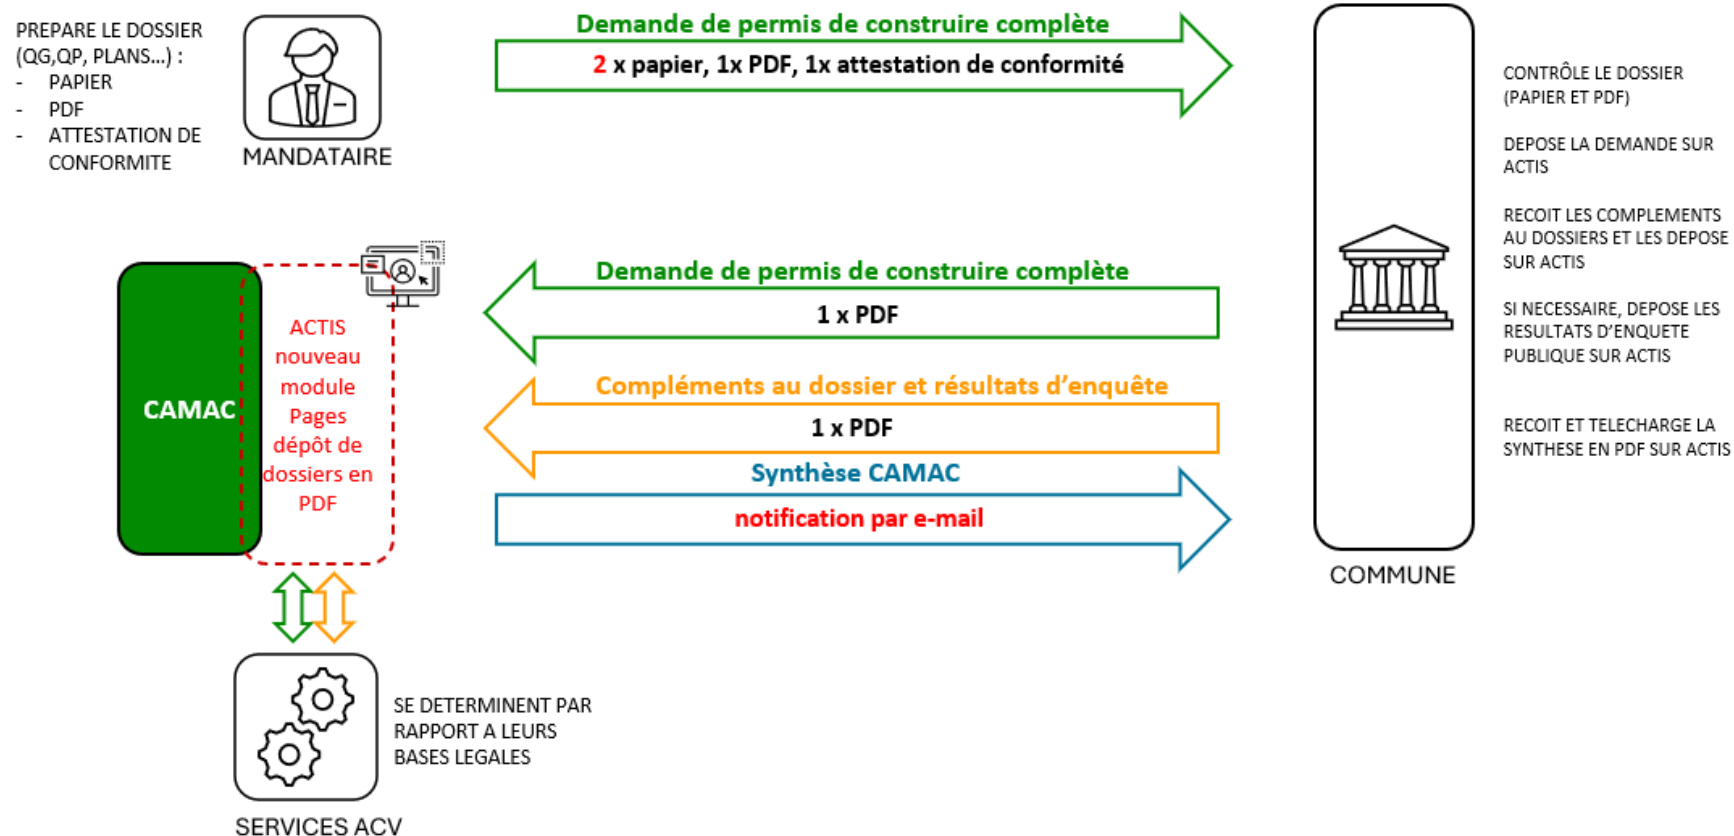 PREPARE LE DOSSIER
(QG,QP, PLANS...) :
- PAPIER
- PDF
- ATTESTATION DE
CONFORMITE
MANDATAIRE
Demande de permis de construire complète
2 x papier, 1x PDF, 1x attestation de conformité
CONTRÔLE LE DOSSIER
(PAPIER ET PDF)
DEPOSE LA DEMANDE SUR
ACTIS
RECOIT LES COMPLEMENTS
AU DOSSIERS ET LES DEPOSE
SUR ACTIS
SI NECESSAIRE, DEPOSE LES
RESULTATS D'ENQUETE
PUBLIQUE SUR ACTIS
RECOIT ET TELECHARGE LA
SYNTHESE EN PDF SUR ACTIS
COMMUNE
Demande de permis de construire complète
1 x PDF
Compléments au dossier et résultats d'enquête
1 x PDF
Synthèse CAMAC
notification par e-mail
CAMAC
ACTIS
nouveau
module
Pages
dépôt de
dossiers en
PDF
SE DETERMINENT PAR
RAPPORT A LEURS
BASES LEGALES
SERVICES ACV